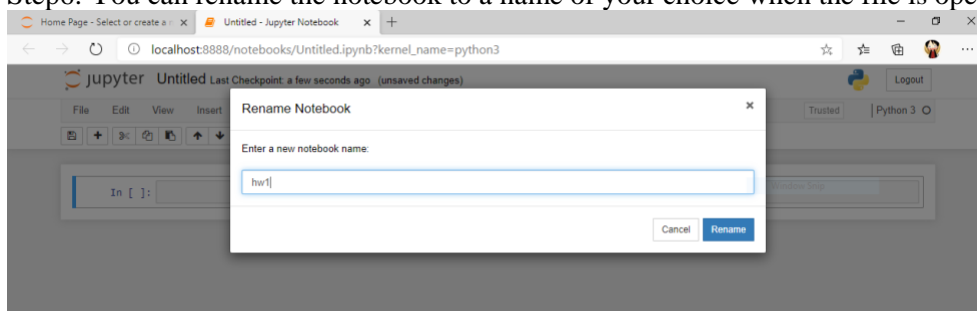 Step6: You can rename the notebook to a name of your choice when the file is ope
Home Page - Select or create a n
Untitled - Jupyter Notebook
localhost:8888/notebooks/Untitled.ipynb?kernel_name=python3
jupyter Untitled Last Checkpoint: a few seconds ago (unsaved changes)
Logout
File Edit View Insert
Trusted
Python 3
Rename Notebook
Enter a new notebook name:
hw1
Cancel Rename
In [ ]:
Window Snip